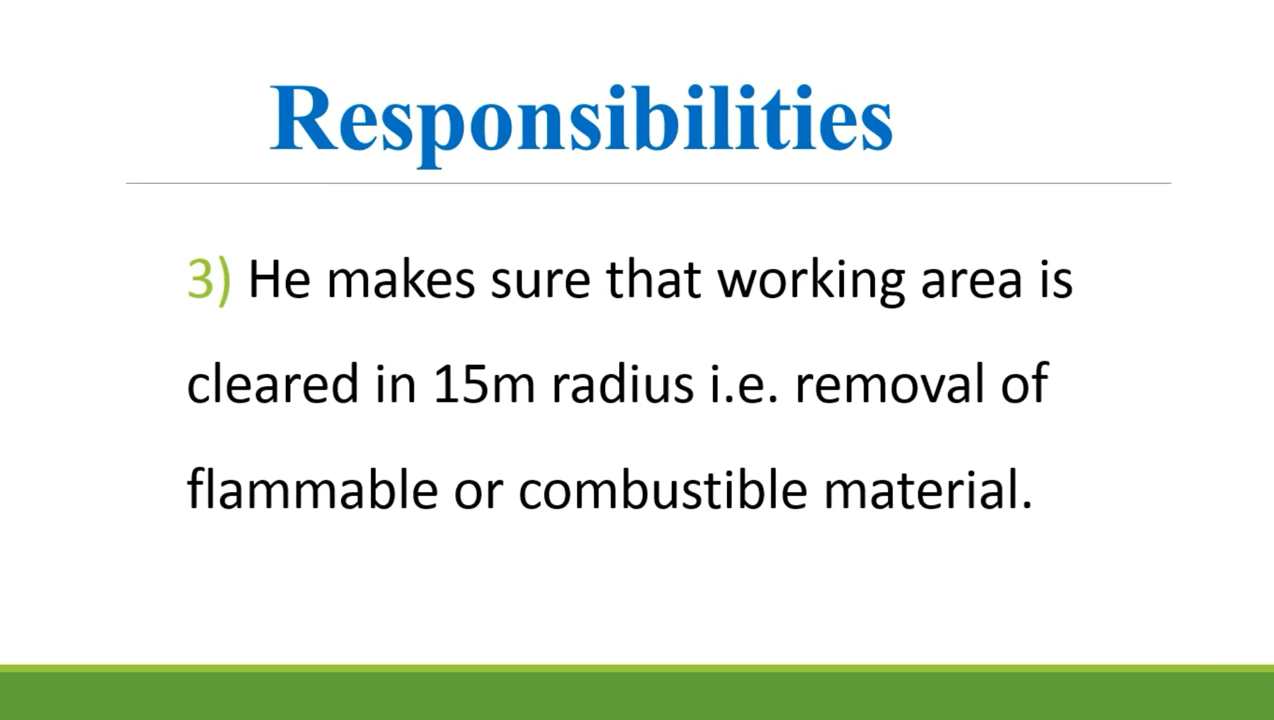 Responsibilities
3) He makes sure that working area is
cleared in 15m radius i.e. removal of
flammable or combustible material.